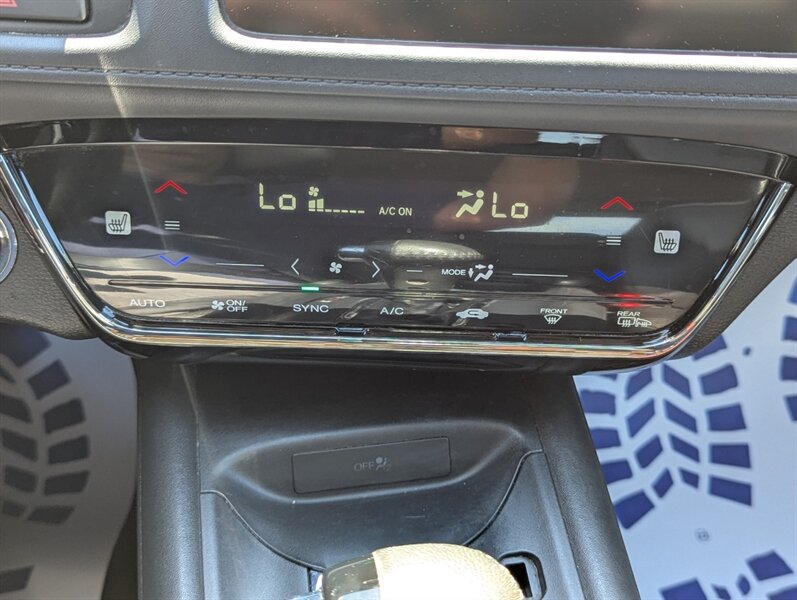 Lo A/C ON Lo
MODE
AUTO ON/OFF SYNC A/C FRONT REAR
OFF